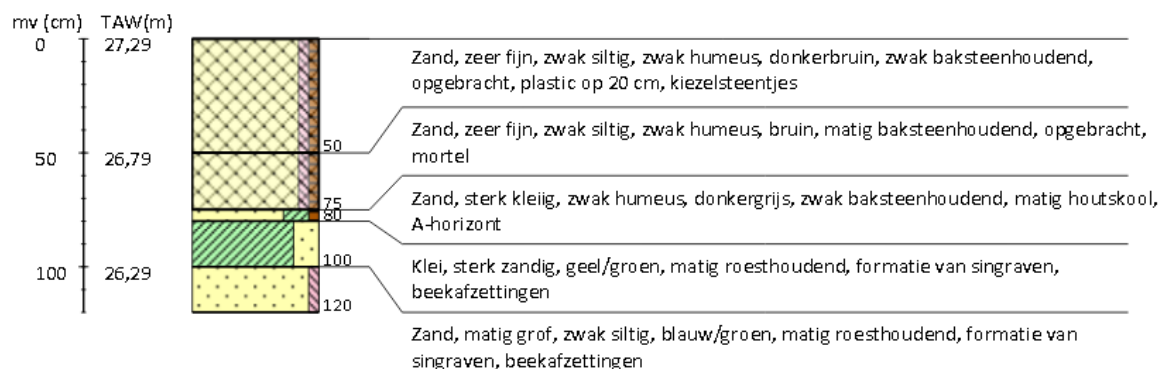 mv (cm) TAW(m)
0 27,29
Zand, zeer fijn, zwak siltig, zwak humeus, donkerbruin, zwak baksteenhoudend,
opgebracht, plastic op 20 cm, kiezelsteentjes
Zand, zeer fijn, zwak siltig, zwak humeus, bruin, matig baksteenhoudend, opgebracht,
mortel
50
50 26,79
Zand, sterk kleiig, zwak humeus, donkergrijs, zwak baksteenhoudend, matig houtskool,
A-horizont
75
80
Klei, sterk zandig, geel/groen, matig roesthoudend, formatie van singraven,
beekafzettingen
100
100 26,29
120
Zand, matig grof, zwak siltig, blauw/groen, matig roesthoudend, formatie van
singraven, beekafzettingen